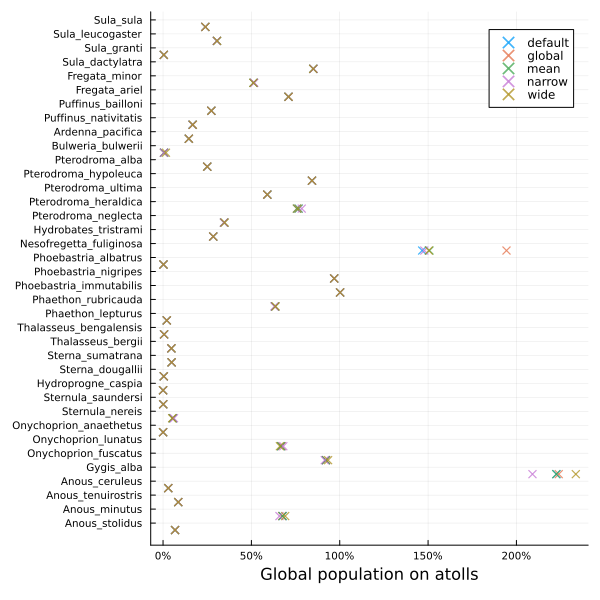 Sula_sula
Sula_leucogaster
Sula_granti
Sula_dactylatra
Fregata_minor
Fregata_ariel
Puffinus_bailloni
Puffinus_nativitatis
Ardenna_pacifica
Bulweria_bulwerii
Pterodroma_alba
Pterodroma_hypoleuca
Pterodroma_ultima
Pterodroma_heraldica
Pterodroma_neglecta
Hydrobates_tristrami
Nesofregetta_fuliginosa
Phoebastria_albatrus
Phoebastria_nigripes
Phoebastria_immutabilis
Phaethon_rubricauda
Phaethon_lepturus
Thalasseus_bengalensis
Thalasseus_bergii
Sterna_sumatrana
Sterna_dougallii
Hydroprogne_caspia
Sternula_saundersi
Sternula_nereis
Onychoprion_anaethetus
Onychoprion_lunatus
Onychoprion_fuscatus
Gygis_alba
Anous_ceruleus
Anous_tenuirostris
Anous_minutus
Anous_stolidus
default
global
mean
narrow
wide
0% 50% 100% 150% 200%
Global population on atolls